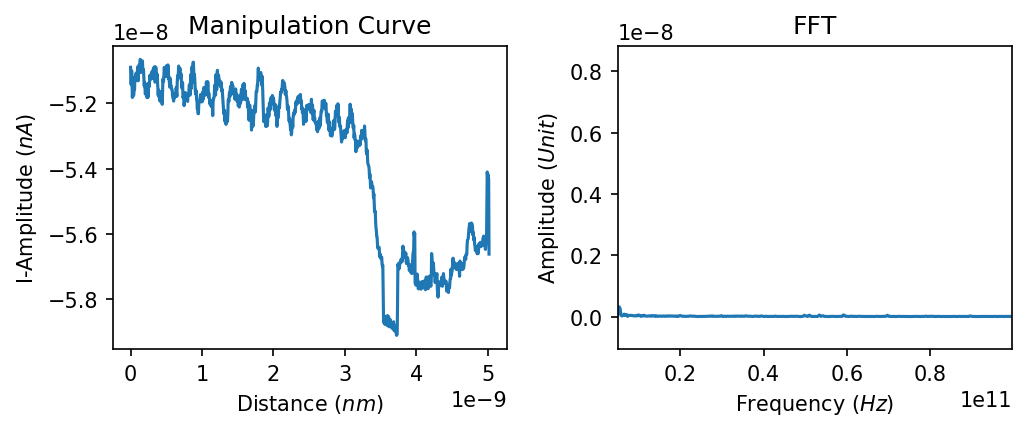 Manipulation Curve
1e−8
−5.2
−5.4
−5.6
−5.8
I-Amplitude (nA)
0 1 2 3 4 5
1e−9
Distance (nm)
FFT
1e−8
0.8
0.6
0.4
0.2
0.0
Amplitude (Unit)
0.2 0.4 0.6 0.8
1e11
Frequency (Hz)